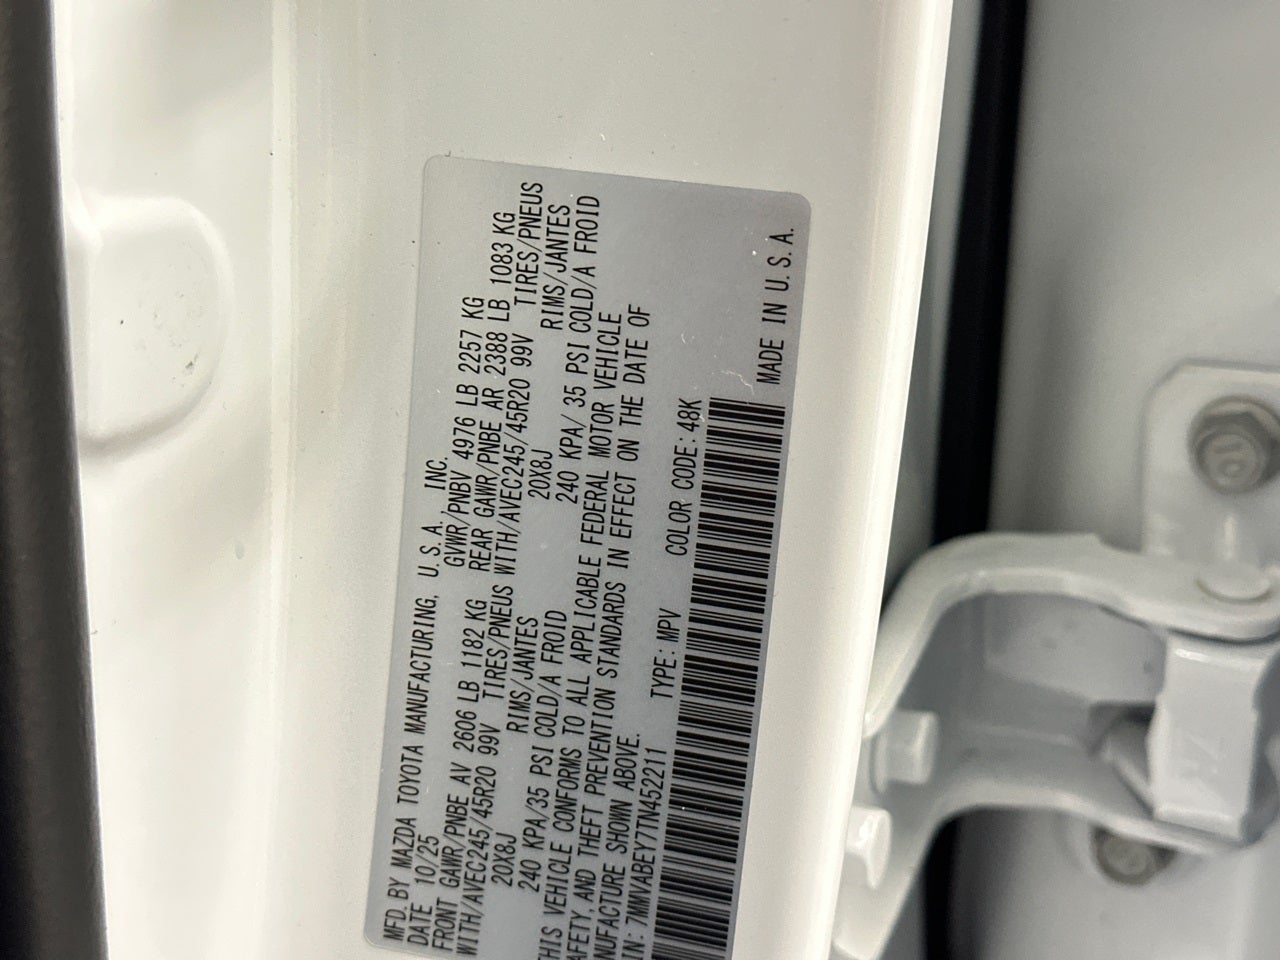 MFD. BY MAZDA TOYOTA MANUFACTURING, U. S. A., INC.
DATE 10/25 GVWR/PNBV 4976 LB 2257 KG
FRONT GAWR/PNBE AV 2606 LB 1182 KG REAR GAWR/PNBE AR 2388 LB 1083 KG
WITH/AVEC245/45R20 99V TIRES/PNEUS WITH/AVEC245/45R20 99V TIRES/PNEUS
20X8J RIMS/JANTES 20X8J RIMS/JANTES
240 KPA/35 PSI COLD/A FROID 240 KPA/ 35 PSI COLD/A FROID
THIS VEHICLE CONFORMS TO ALL APPLICABLE FEDERAL MOTOR VEHICLE
AFETY, AND THEFT PREVENTION STANDARDS IN EFFECT ON THE DATE OF
NUFACTURE SHOWN ABOVE.
IN: 7MMVABEY7TN452211 TYPE: MPV COLOR CODE: 48K
MADE IN U. S. A.